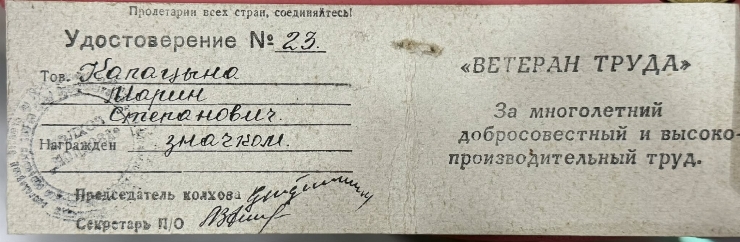 Пролетарии всех стран, соединяйтесь!
Удостоверение № 23.
Тов. Капацына
Марин
Степанович.
Награжден значком.
Председатель колхоза
Секретарь П/О
«ВЕТЕРАН ТРУДА»
За многолетний
добросовестный и высоко-
производительный труд.